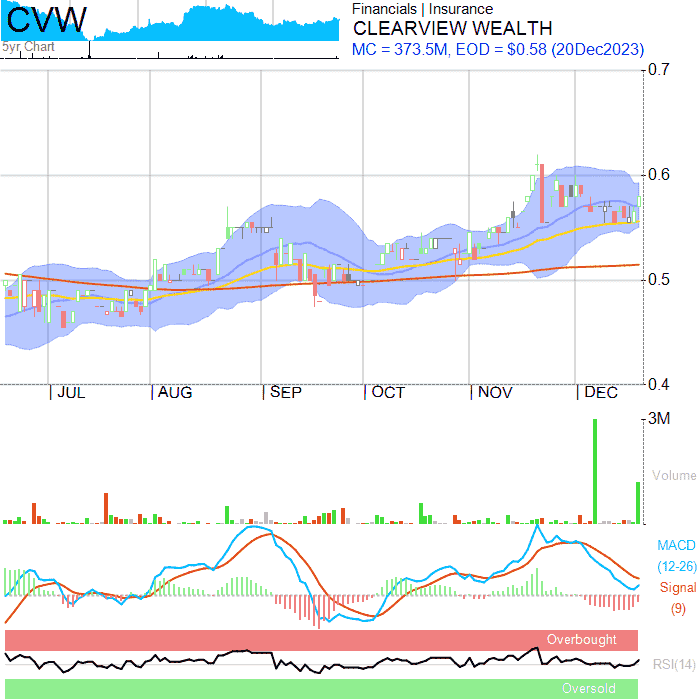 CVW
5yr Chart
Financials | Insurance
CLEARVIEW WEALTH
MC = 373.5M, EOD = $0.58 (20Dec2023)
0.7
0.6
0.5
0.4
JUL AUG SEP OCT NOV DEC
3M
Volume
MACD
(12-26)
Signal
(9)
Overbought
RSI(14)
Oversold